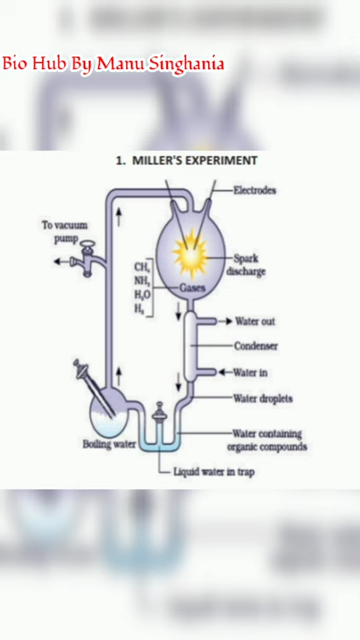 Bio Hub By Manu Singhania
1. MILLER'S EXPERIMENT
Electrodes
To vacuum
pump
Spark
discharge
CH₄
NH₃
H₂O
H₂
Gases
Water out
Condenser
Water in
Water droplets
Boiling water
Water containing
organic compounds
Liquid water in trap